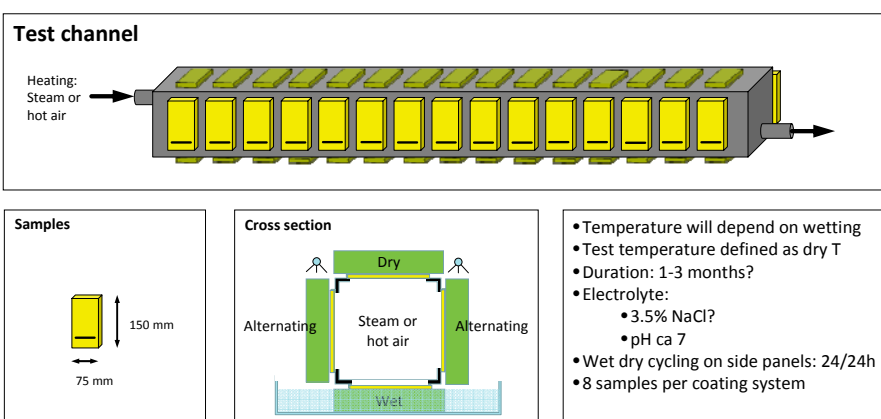 Test channel
Heating:
Steam or
hot air
Samples
150 mm
75 mm
Cross section
Dry
Alternating
Steam or
hot air
Alternating
Wet
•Temperature will depend on wetting
•Test temperature defined as dry T
•Duration: 1-3 months?
•Electrolyte:
•3.5% NaCl?
•pH ca 7
•Wet dry cycling on side panels: 24/24h
•8 samples per coating system